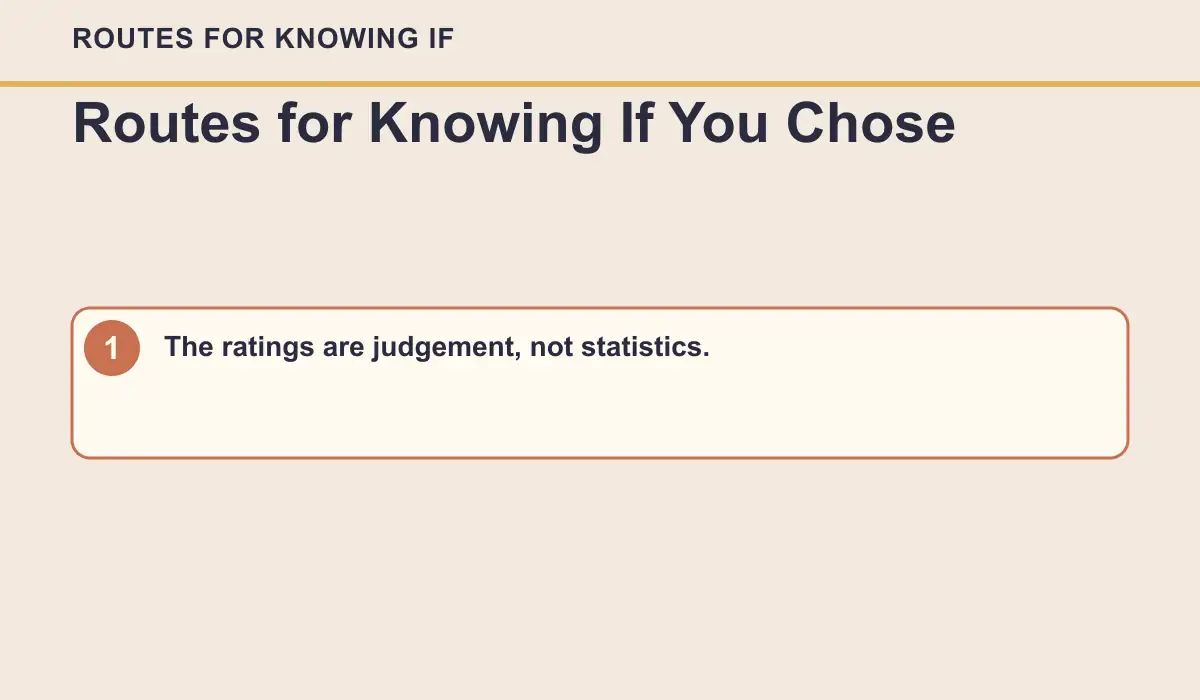 ROUTES FOR KNOWING IF
Routes for Knowing If You Chose
1 The ratings are judgement, not statistics.